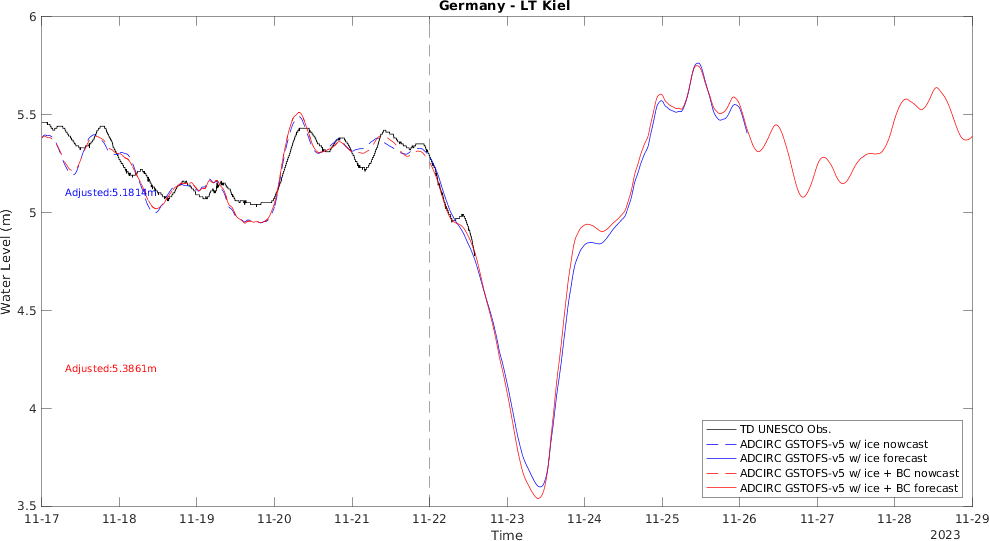 Germany - LT Kiel
6
5.5
5
4.5
4
3.5
Water Level (m)
Adjusted:5.1814m
Adjusted:5.3861m
TD UNESCO Obs.
ADCIRC GSTOFS-v5 w/ ice nowcast
ADCIRC GSTOFS-v5 w/ ice forecast
ADCIRC GSTOFS-v5 w/ ice + BC nowcast
ADCIRC GSTOFS-v5 w/ ice + BC forecast
11-17 11-18 11-19 11-20 11-21 11-22 11-23 11-24 11-25 11-26 11-27 11-28 11-29
Time
2023